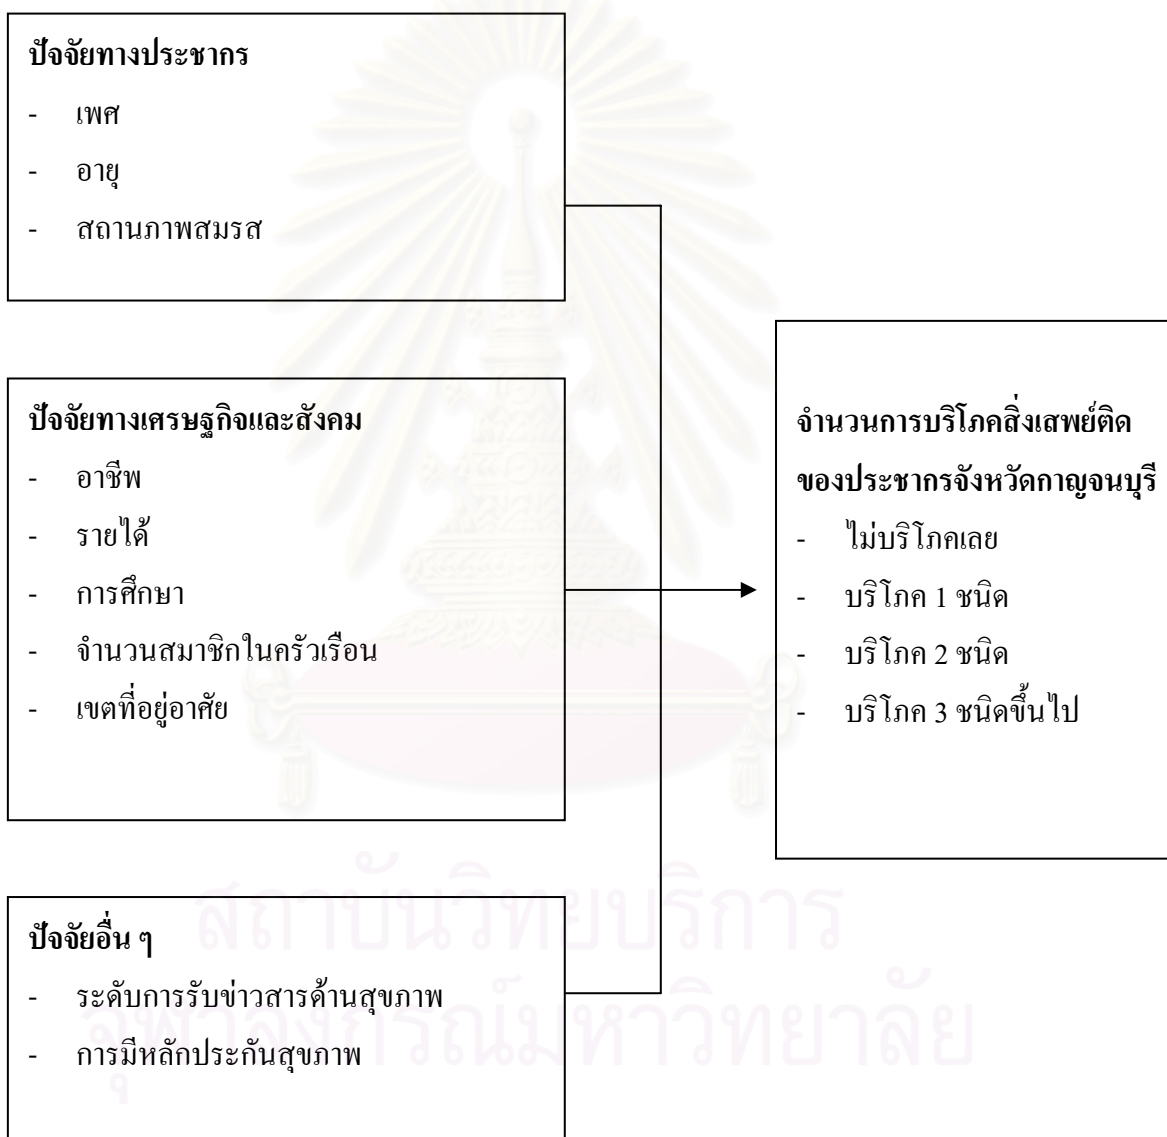 ปัจจัยทางประชากร
- เพศ
- อายุ
- สถานภาพสมรส
ปัจจัยทางเศรษฐกิจและสังคม
- อาชีพ
- รายได้
- การศึกษา
- จำนวนสมาชิกในครัวเรือน
- เขตที่อยู่อาศัย
ปัจจัยอื่น ๆ
- ระดับการรับข่าวสารด้านสุขภาพ
- การมีหลักประกันสุขภาพ
จำนวนการบริโภคสิ่งเสพย์ติด
ของประชากรจังหวัดกาญจนบุรี
- ไม่บริโภคเลย
- บริโภค 1 ชนิด
- บริโภค 2 ชนิด
- บริโภค 3 ชนิดขึ้นไป
สถาบันวิทยบริการ
จุฬาลงกรณ์มหาวิทยาลัย